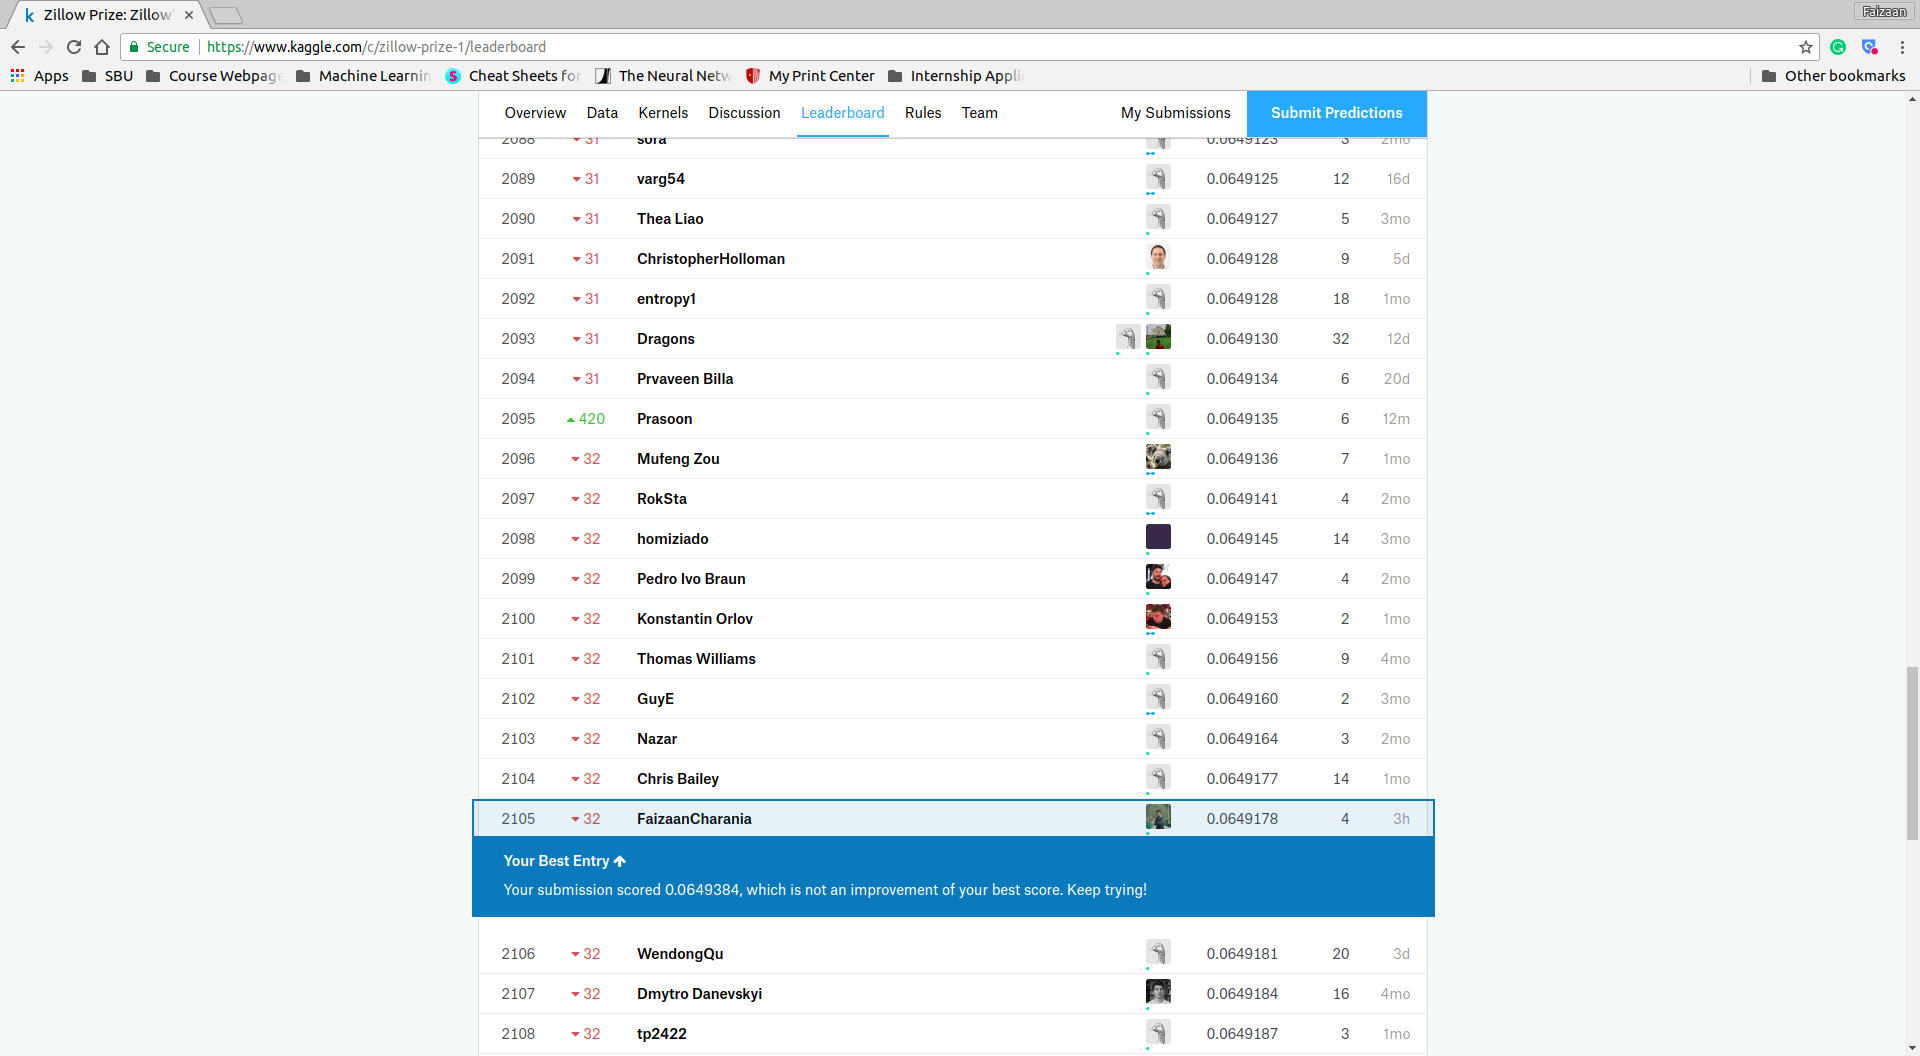 Zillow Prize: Zillow'
Faizaan
Secure https://www.kaggle.com/c/zillow-prize-1/leaderboard
Apps SBU Course Webpag Machine Learnin Cheat Sheets for The Neural Netw My Print Center Internship Appli Other bookmarks
Overview Data Kernels Discussion Leaderboard Rules Team My Submissions Submit Predictions
2088 31 sora 0.0649123 3 2mo
2089 31 varg54 0.0649125 12 16d
2090 31 Thea Liao 0.0649127 5 3mo
2091 31 ChristopherHolloman 0.0649128 9 5d
2092 31 entropy1 0.0649128 18 1mo
2093 31 Dragons 0.0649130 32 12d
2094 31 Prvaveen Billa 0.0649134 6 20d
2095 420 Prasoon 0.0649135 6 12m
2096 32 Mufeng Zou 0.0649136 7 1mo
2097 32 RokSta 0.0649141 4 2mo
2098 32 homiziado 0.0649145 14 3mo
2099 32 Pedro Ivo Braun 0.0649147 4 2mo
2100 32 Konstantin Orlov 0.0649153 2 1mo
2101 32 Thomas Williams 0.0649156 9 4mo
2102 32 GuyE 0.0649160 2 3mo
2103 32 Nazar 0.0649164 3 2mo
2104 32 Chris Bailey 0.0649177 14 1mo
2105 32 FaizaanCharania 0.0649178 4 3h
Your Best Entry
Your submission scored 0.0649384, which is not an improvement of your best score. Keep trying!
2106 32 WendongQu 0.0649181 20 3d
2107 32 Dmytro Danevskyi 0.0649184 16 4mo
2108 32 tp2422 0.0649187 3 1mo